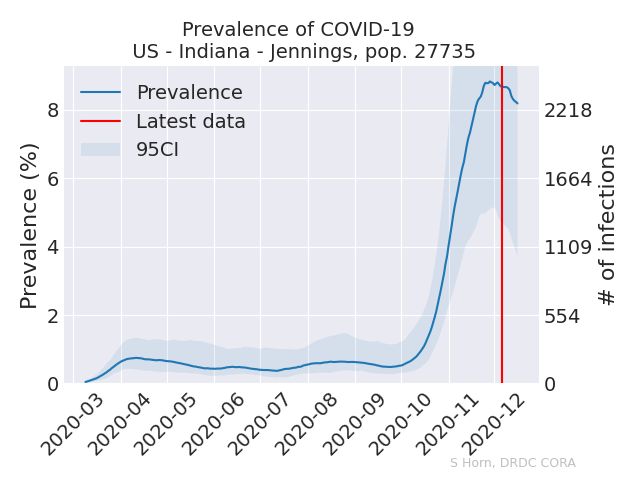 Prevalence of COVID-19
US - Indiana - Jennings, pop. 27735
Prevalence
Latest data
95CI
Prevalence (%)
8
6
4
2
0
2218
1664
1109
554
0
# of infections
2020-03
2020-04
2020-05
2020-06
2020-07
2020-08
2020-09
2020-10
2020-11
2020-12
S Horn, DRDC CORA